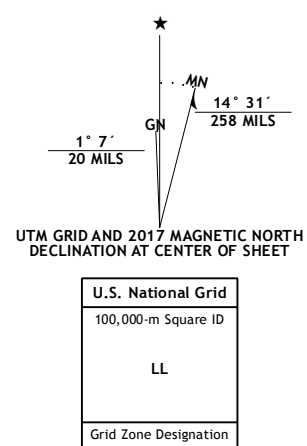 ★
MN
GN
1° 7´
20 MILS
14° 31´
258 MILS
UTM GRID AND 2017 MAGNETIC NORTH
DECLINATION AT CENTER OF SHEET
U.S. National Grid
100,000-m Square ID
LL
Grid Zone Designation